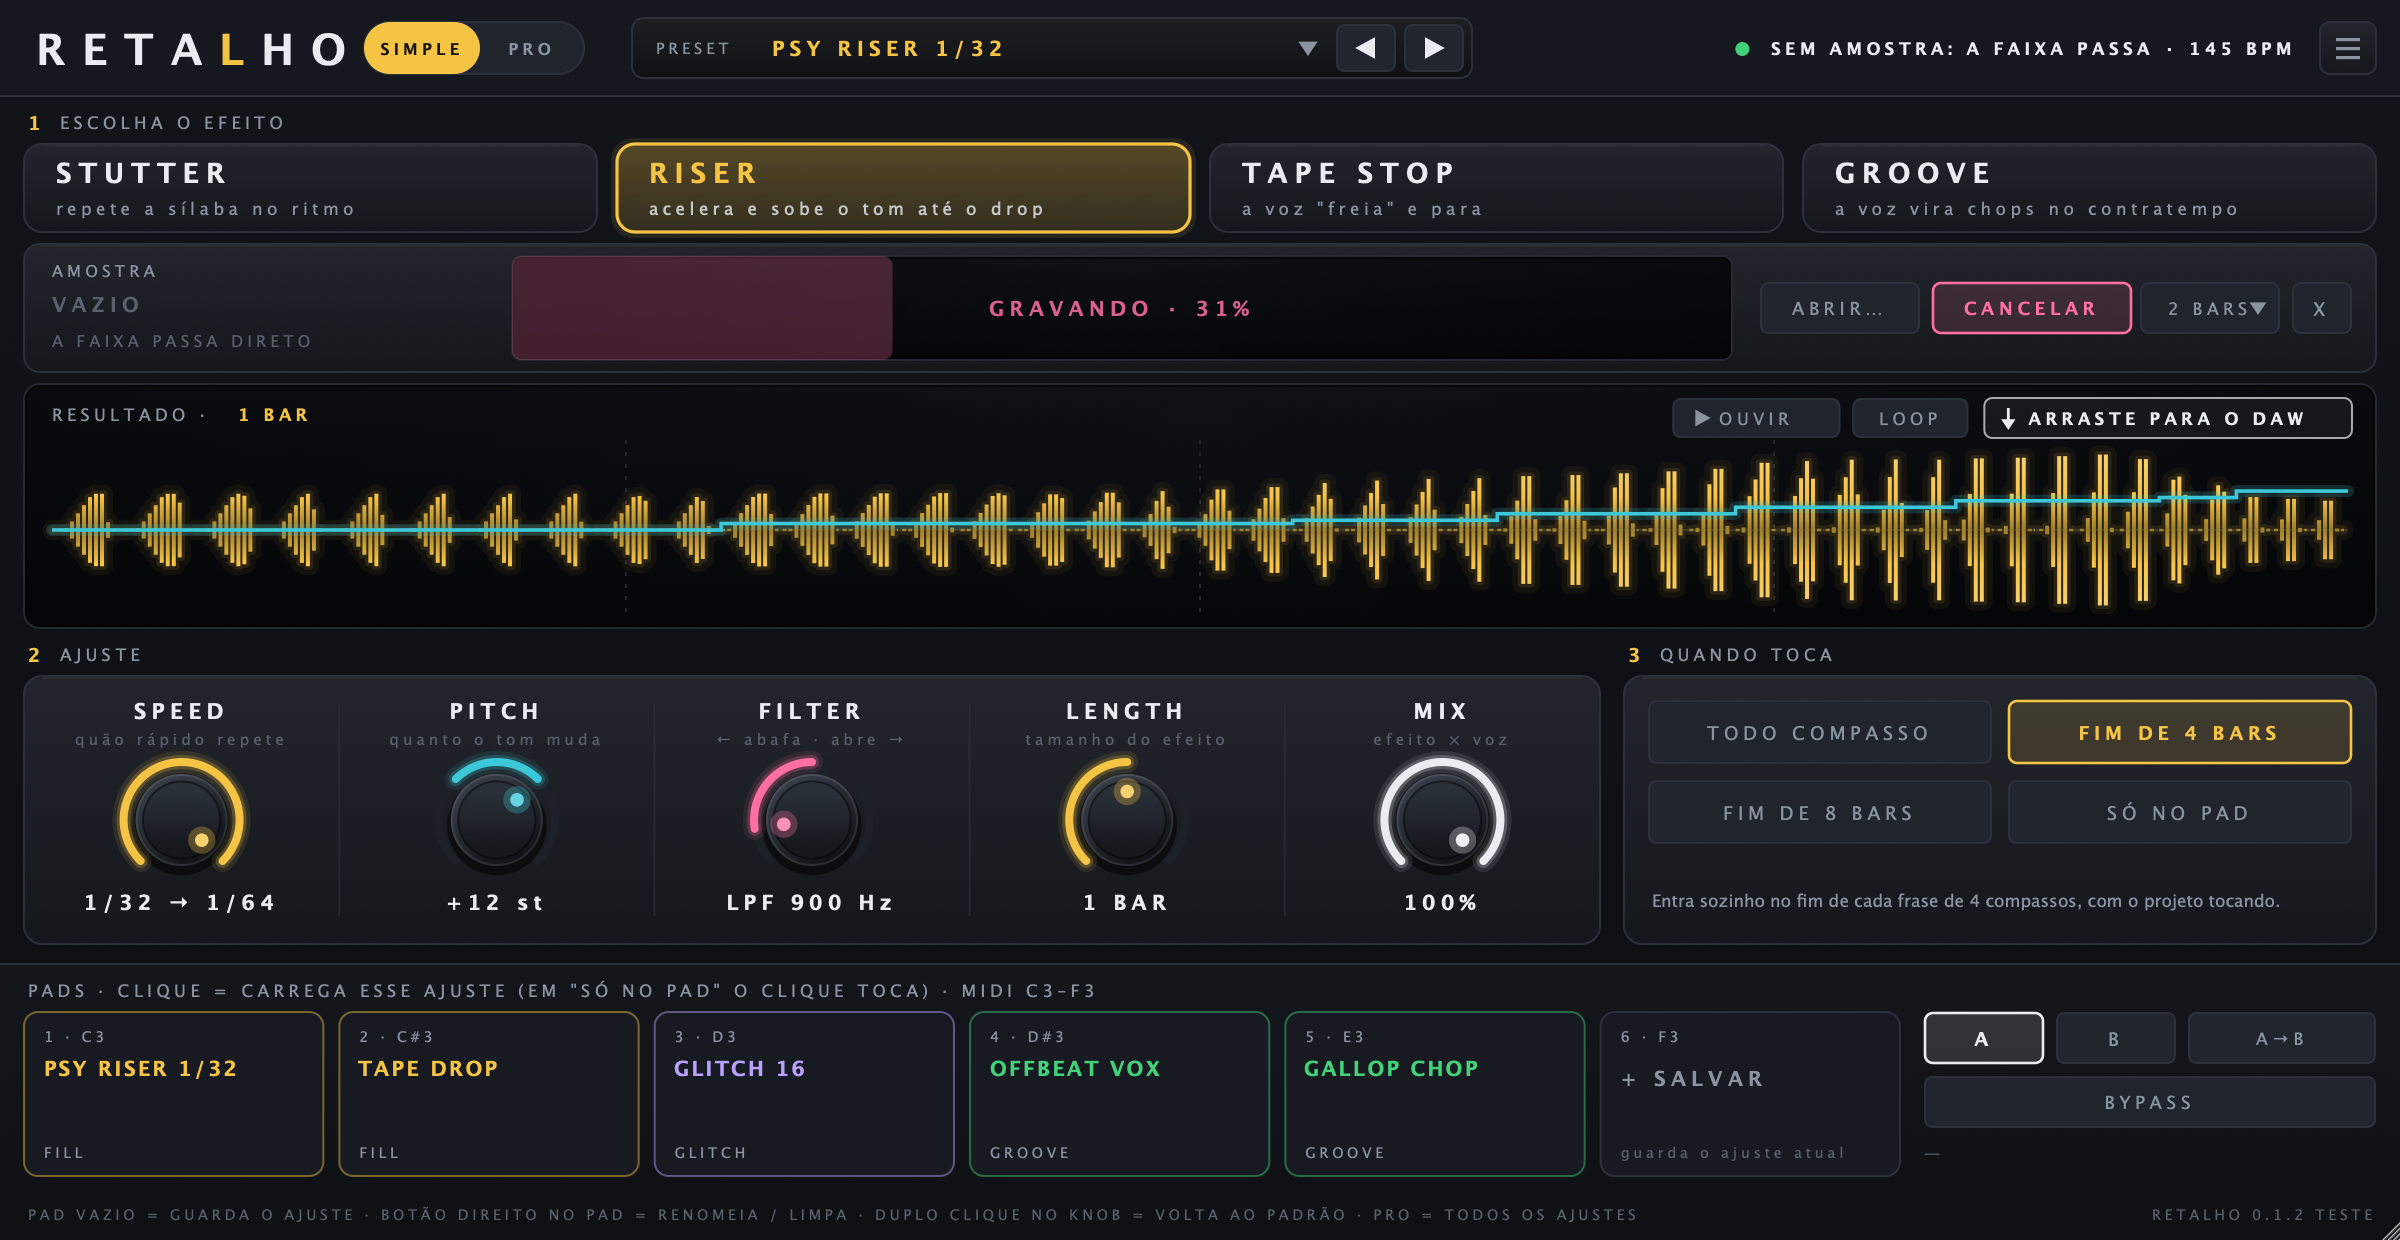 RETALHO SIMPLE PRO PRESET PSY RISER 1/32 SEM AMOSTRA: A FAIXA PASSA · 145 BPM
1 ESCOLHA O EFEITO
STUTTER
repete a sílaba no ritmo
RISER
acelera e sobe o tom até o drop
TAPE STOP
a voz "freia" e para
GROOVE
a voz vira chops no contratempo
AMOSTRA
VAZIO
A FAIXA PASSA DIRETO
GRAVANDO · 31%
ABRIR... CANCELAR 2 BARS X
RESULTADO · 1 BAR
OUVIR LOOP ↓ ARRASTE PARA O DAW
2 AJUSTE
SPEED
quão rápido repete
1/32 → 1/64
PITCH
quanto o tom muda
+12 st
FILTER
← abafa · abre →
LPF 900 Hz
LENGTH
tamanho do efeito
1 BAR
MIX
efeito × voz
100%
3 QUANDO TOCA
TODO COMPASSO FIM DE 4 BARS
FIM DE 8 BARS SÓ NO PAD
Entra sozinho no fim de cada frase de 4 compassos, com o projeto tocando.
PADS · CLIQUE = CARREGA ESSE AJUSTE (EM "SÓ NO PAD" O CLIQUE TOCA) · MIDI C3–F3
1 · C3
PSY RISER 1/32
FILL
2 · C#3
TAPE DROP
FILL
3 · D3
GLITCH 16
GLITCH
4 · D#3
OFFBEAT VOX
GROOVE
5 · E3
GALLOP CHOP
GROOVE
6 · F3
+ SALVAR
guarda o ajuste atual
A B A→B
BYPASS
—
PAD VAZIO = GUARDA O AJUSTE · BOTÃO DIREITO NO PAD = RENOMEIA / LIMPA · DUPLO CLIQUE NO KNOB = VOLTA AO PADRÃO · PRO = TODOS OS AJUSTES
RETALHO 0.1.2 TESTE